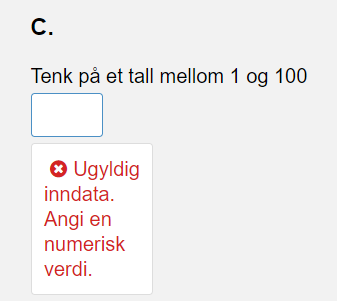 C.
Tenk på et tall mellom 1 og 100
Ugyldig
inndata.
Angi en
numerisk
verdi.